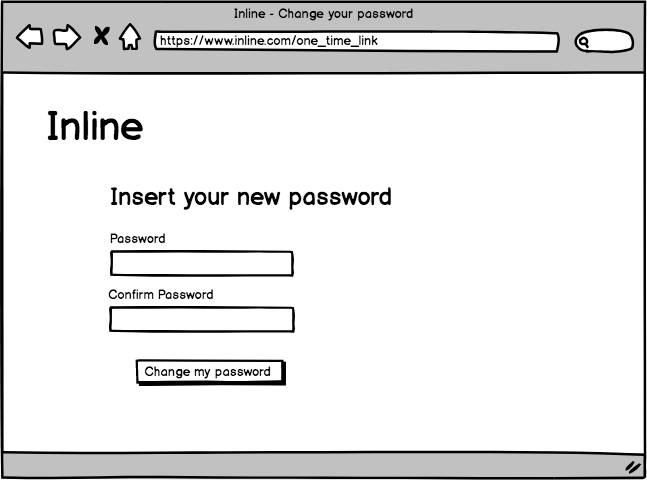 Inline - Change your password
https://www.inline.com/one_time_link
Inline
Insert your new password
Password
Confirm Password
Change my password